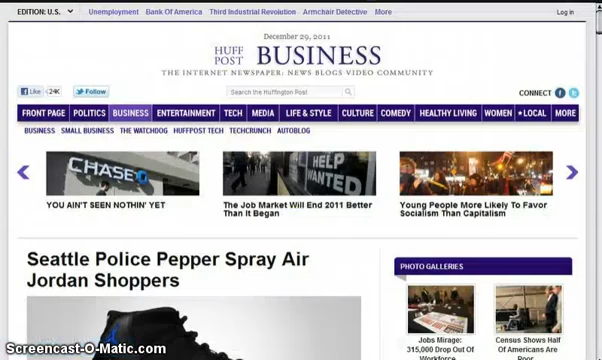 EDITION: U.S.
Unemployment Bank Of America Third Industrial Revolution Armchair Detective More
Log in
December 29, 2011
HUFF POST BUSINESS
THE INTERNET NEWSPAPER: NEWS BLOGS VIDEO COMMUNITY
Like 24K Follow
Search the Huffington Post
CONNECT
FRONT PAGE POLITICS BUSINESS ENTERTAINMENT TECH MEDIA LIFE & STYLE CULTURE COMEDY HEALTHY LIVING WOMEN LOCAL MORE
BUSINESS SMALL BUSINESS THE WATCHDOG HUFFPOST TECH TECHCRUNCH AUTOBLOG
CHASE
HELP WANTED
YOU AIN'T SEEN NOTHIN' YET
The Job Market Will End 2011 Better
Than It Began
Young People More Likely To Favor
Socialism Than Capitalism
Seattle Police Pepper Spray Air
Jordan Shoppers
PHOTO GALLERIES
Jobs Mirage:
315,000 Drop Out Of
Workforce
Census Shows Half
Of Americans Are
Poor
Screencast-O-Matic.com